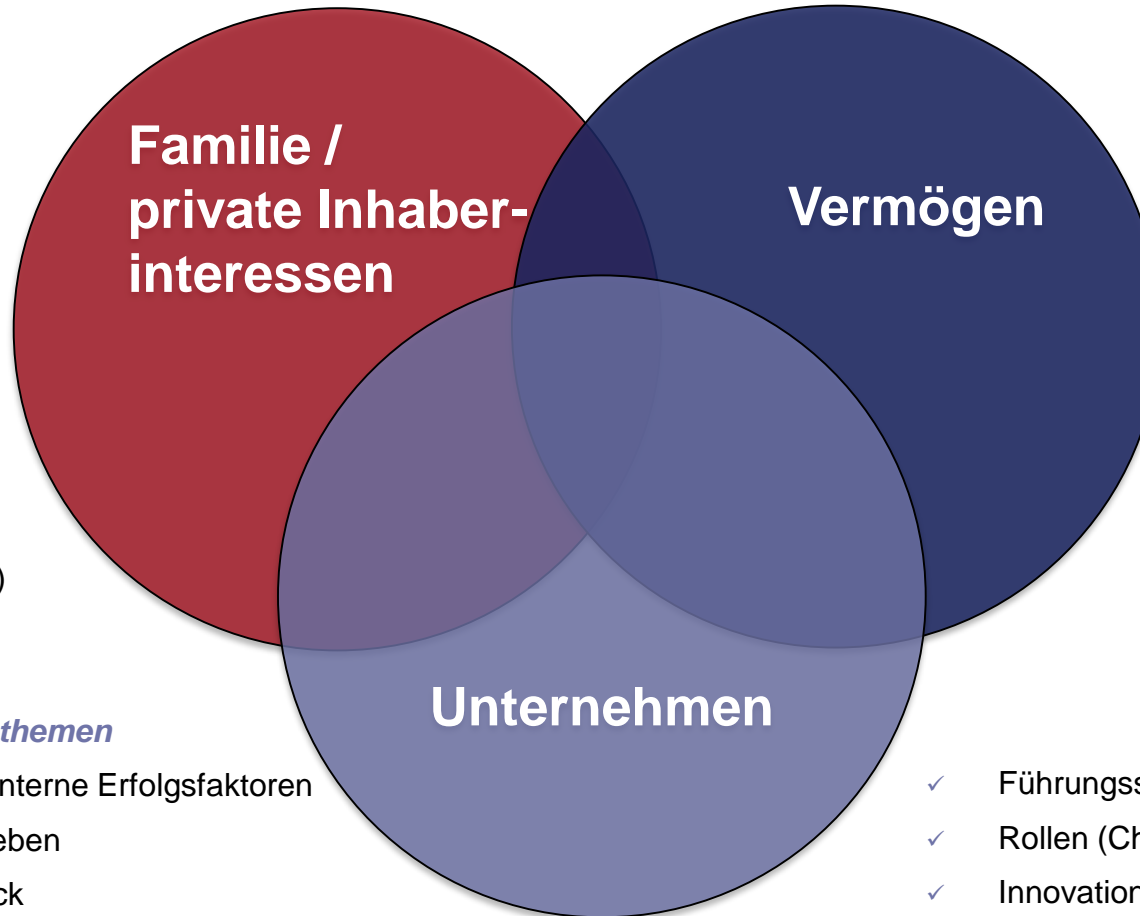 Familie /
private Inhaber-
interessen
Vermögen
)
Unternehmen
themen
nterne Erfolgsfaktoren
eben
ck
✓ Führungss
✓ Rollen (Ch
✓ Innovation